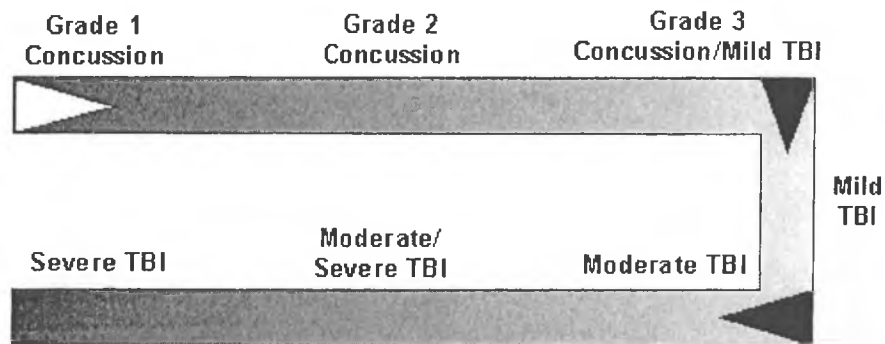 Grade 1
Concussion
Grade 2
Concussion
Grade 3
Concussion/Mild TBI
Mild
TBI
Severe TBI
Moderate/
Severe TBI
Moderate TBI